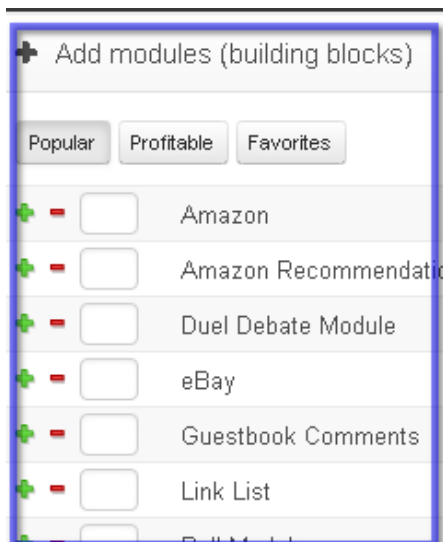 Add modules (building blocks)
Popular Profitable Favorites
Amazon
Amazon Recommendatio
Duel Debate Module
eBay
Guestbook Comments
Link List